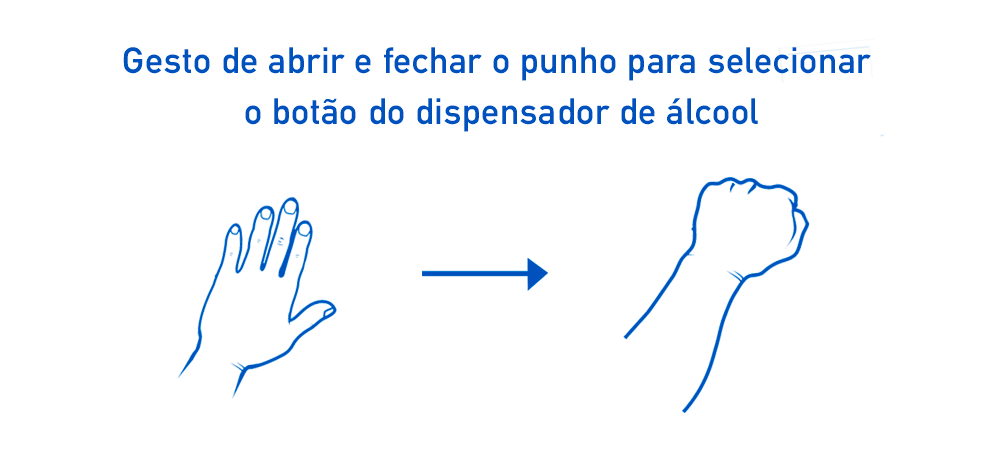 Gesto de abrir e fechar o punho para selecionar
o botão do dispensador de álcool